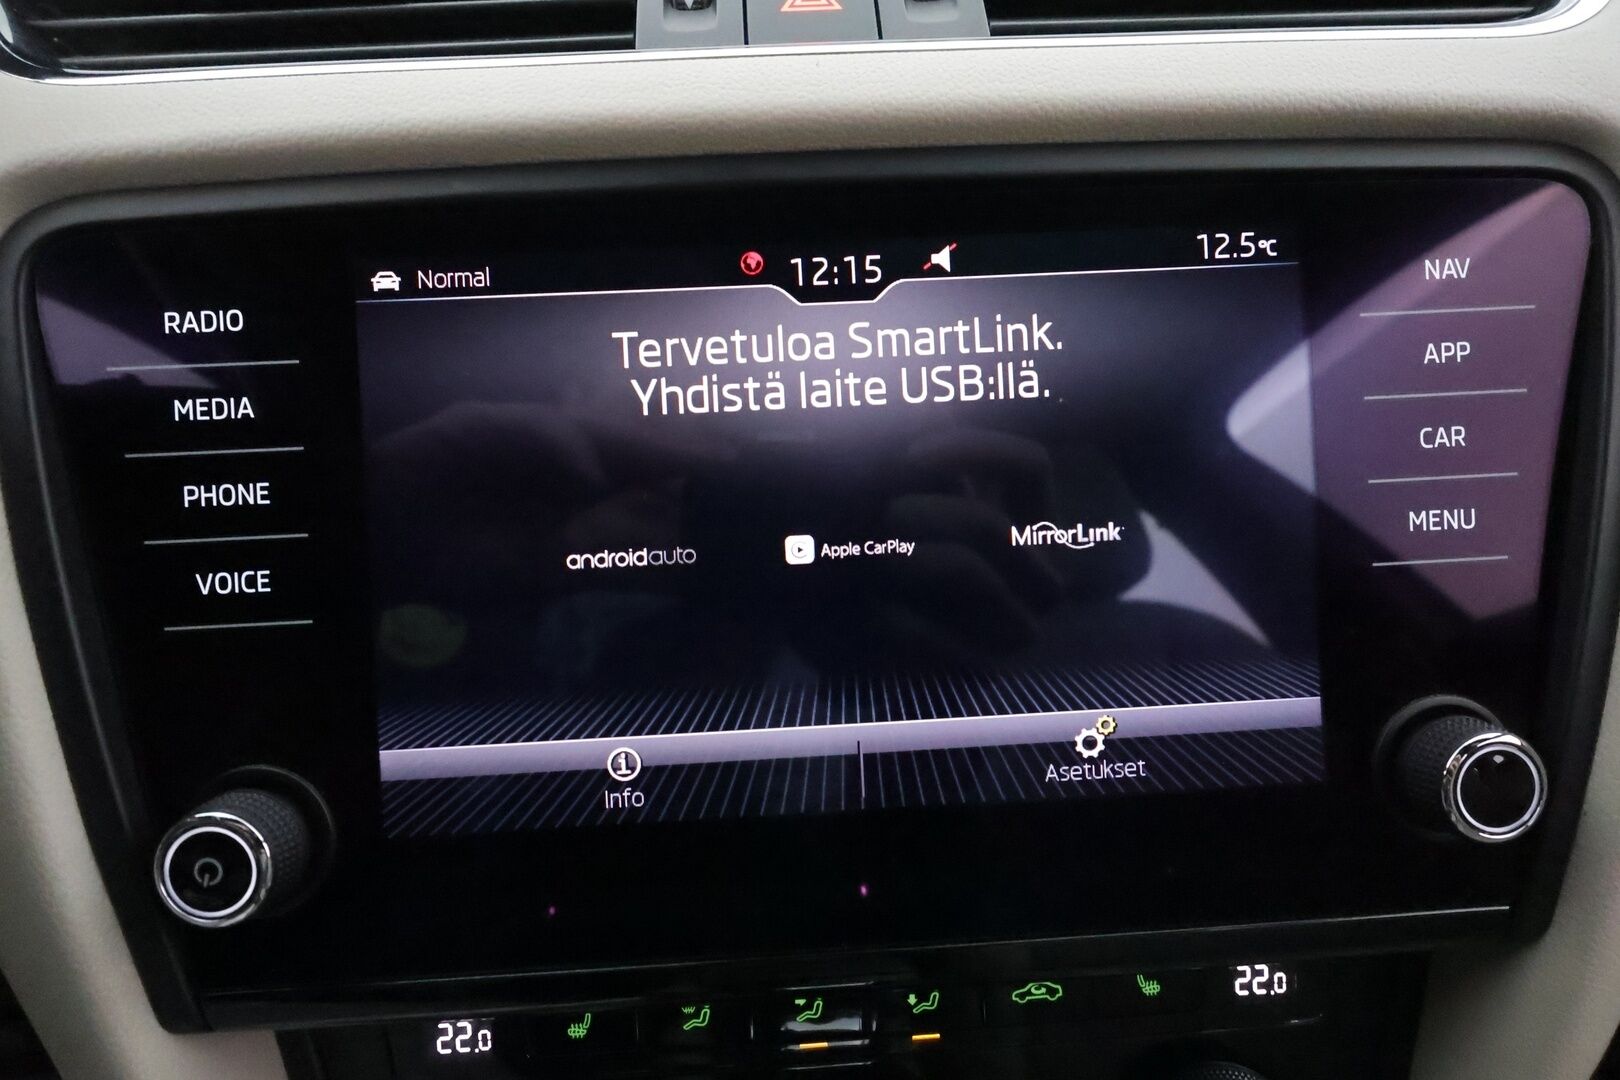 Normal
12:15
12.5°C
Tervetuloa SmartLink.
Yhdistä laite USB:llä.
androidauto
Apple CarPlay
MirrorLink
Info
Asetukset
RADIO
MEDIA
PHONE
VOICE
NAV
APP
CAR
MENU
22.0
22.0